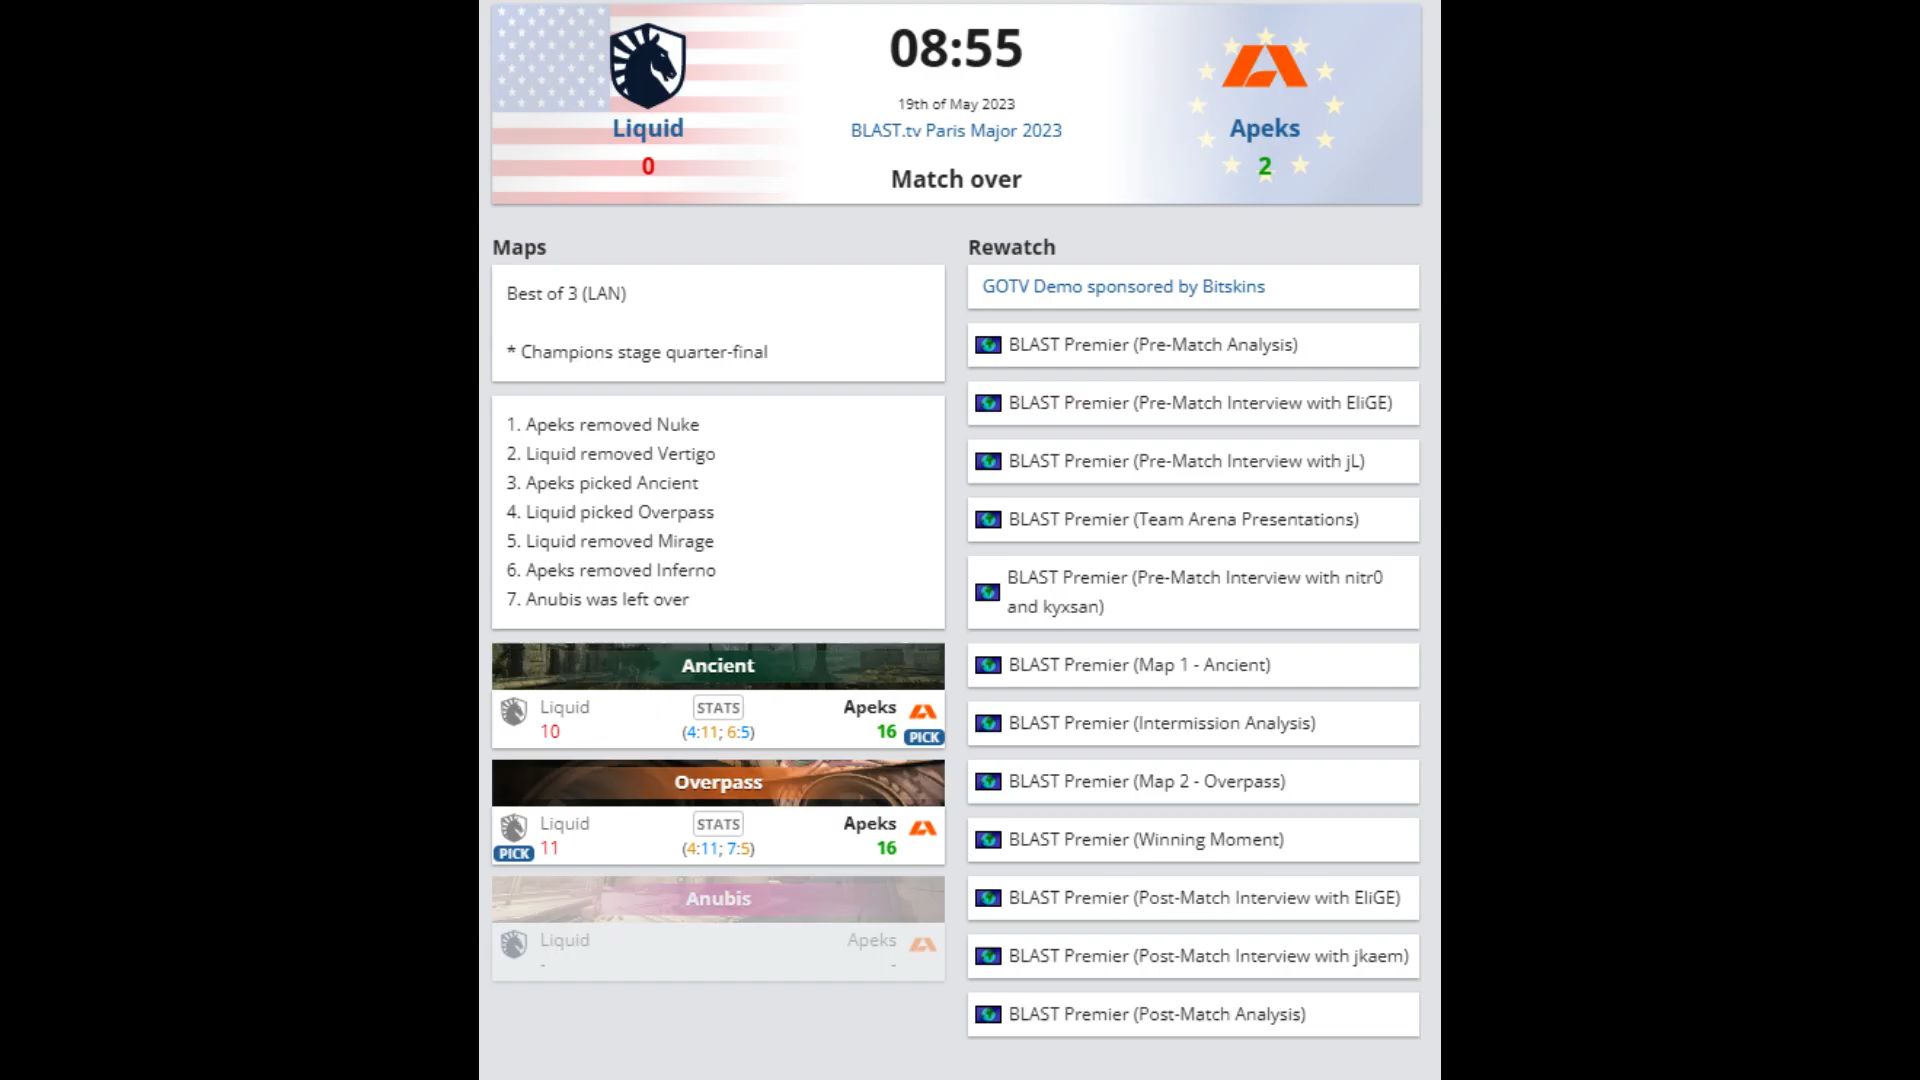 08:55
19th of May 2023
BLAST.tv Paris Major 2023
Match over
Liquid
0
Apeks
2
Maps
Best of 3 (LAN)
* Champions stage quarter-final
1. Apeks removed Nuke
2. Liquid removed Vertigo
3. Apeks picked Ancient
4. Liquid picked Overpass
5. Liquid removed Mirage
6. Apeks removed Inferno
7. Anubis was left over
Ancient
Liquid STATS Apeks
10 (4:11; 6:5) 16 PICK
Overpass
Liquid STATS Apeks
PICK 11 (4:11; 7:5) 16
Anubis
Liquid Apeks
- -
Rewatch
GOTV Demo sponsored by Bitskins
BLAST Premier (Pre-Match Analysis)
BLAST Premier (Pre-Match Interview with EliGE)
BLAST Premier (Pre-Match Interview with jL)
BLAST Premier (Team Arena Presentations)
BLAST Premier (Pre-Match Interview with nitr0
and kyxsan)
BLAST Premier (Map 1 - Ancient)
BLAST Premier (Intermission Analysis)
BLAST Premier (Map 2 - Overpass)
BLAST Premier (Winning Moment)
BLAST Premier (Post-Match Interview with EliGE)
BLAST Premier (Post-Match Interview with jkaem)
BLAST Premier (Post-Match Analysis)